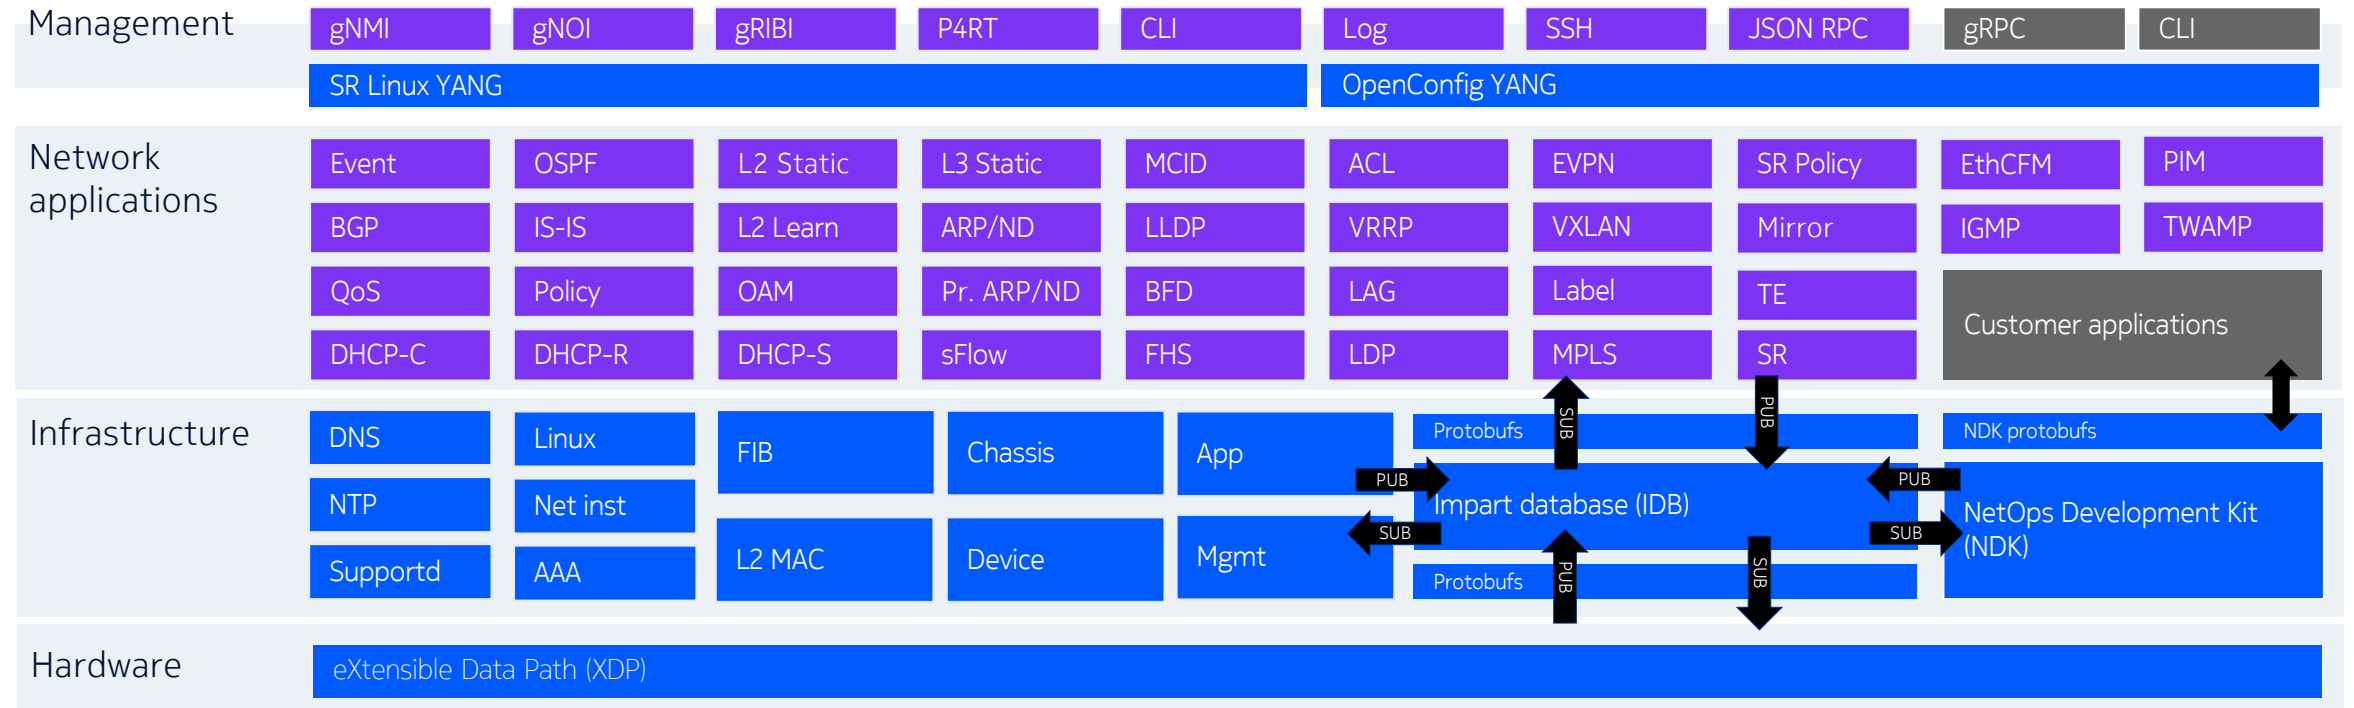 Management
gNMI
gNOI
gRIBI
P4RT
CLI
Log
SSH
JSON RPC
gRPC
CLI
SR Linux YANG
OpenConfig YANG
Network
applications
Event
OSPF
L2 Static
L3 Static
MCID
ACL
EVPN
SR Policy
EthCFM
PIM
BGP
IS-IS
L2 Learn
ARP/ND
LLDP
VRRP
VXLAN
Mirror
IGMP
TWAMP
QoS
Policy
OAM
Pr. ARP/ND
BFD
LAG
Label
TE
Customer applications
DHCP-C
DHCP-R
DHCP-S
sFlow
FHS
LDP
MPLS
SR
Infrastructure
DNS
Linux
FIB
Chassis
App
Protobufs
SUB
PUB
NDK protobufs
NTP
Net inst
PUB
Impart database (IDB)
PUB
NetOps Development Kit
(NDK)
SUB
SUB
Supportd
AAA
L2 MAC
Device
Mgmt
Protobufs
PUB
SUB
Hardware
eXtensible Data Path (XDP)